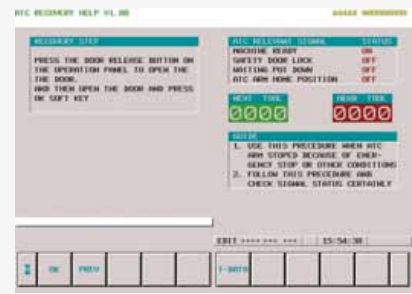 ATC RECOVERY HELP V1.00
RECOVERY STEP
PRESS THE DOOR RELEASE BUTTON ON
THE OPERATION PANEL TO OPEN THE
THE DOOR.
AND THEN OPEN THE DOOR AND PRESS
OK SOFT KEY
ATC RELEVANT SIGNAL STATUS
MACHINE READY ON
SAFETY DOOR LOCK OFF
WAITING POT DOWN OFF
ATC ARM HOME POSITION OFF
NEXT TOOL
0000
HEAD TOOL
0000
GUIDE
1. USE THIS PRECEDURE WHEN ATC
ARM STOPED BECAUSE OF EMER-
GENCY STOP OR OTHER CONDITIONS
2. FOLLOW THIS PRECEDURE AND
CHECK SIGNAL STATUS CERTAINLY
EDIT **** *** *** 15:54:30
OK PREV T-DATA